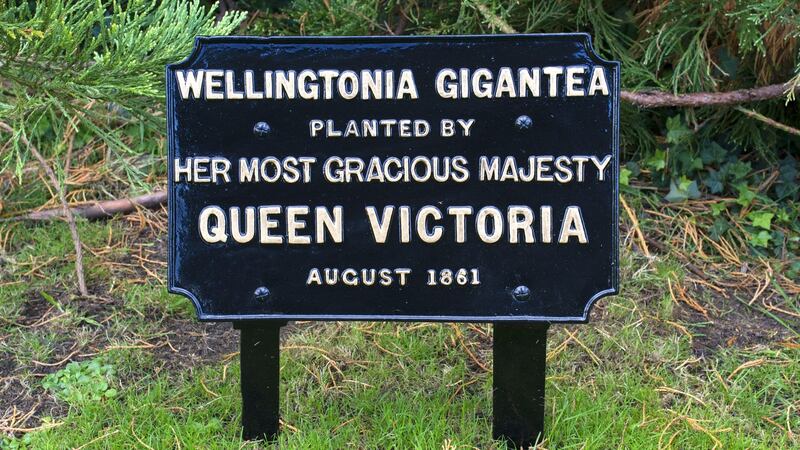 WELLINGTONIA GIGANTEA
PLANTED BY
HER MOST GRACIOUS MAJESTY
QUEEN VICTORIA
AUGUST 1861